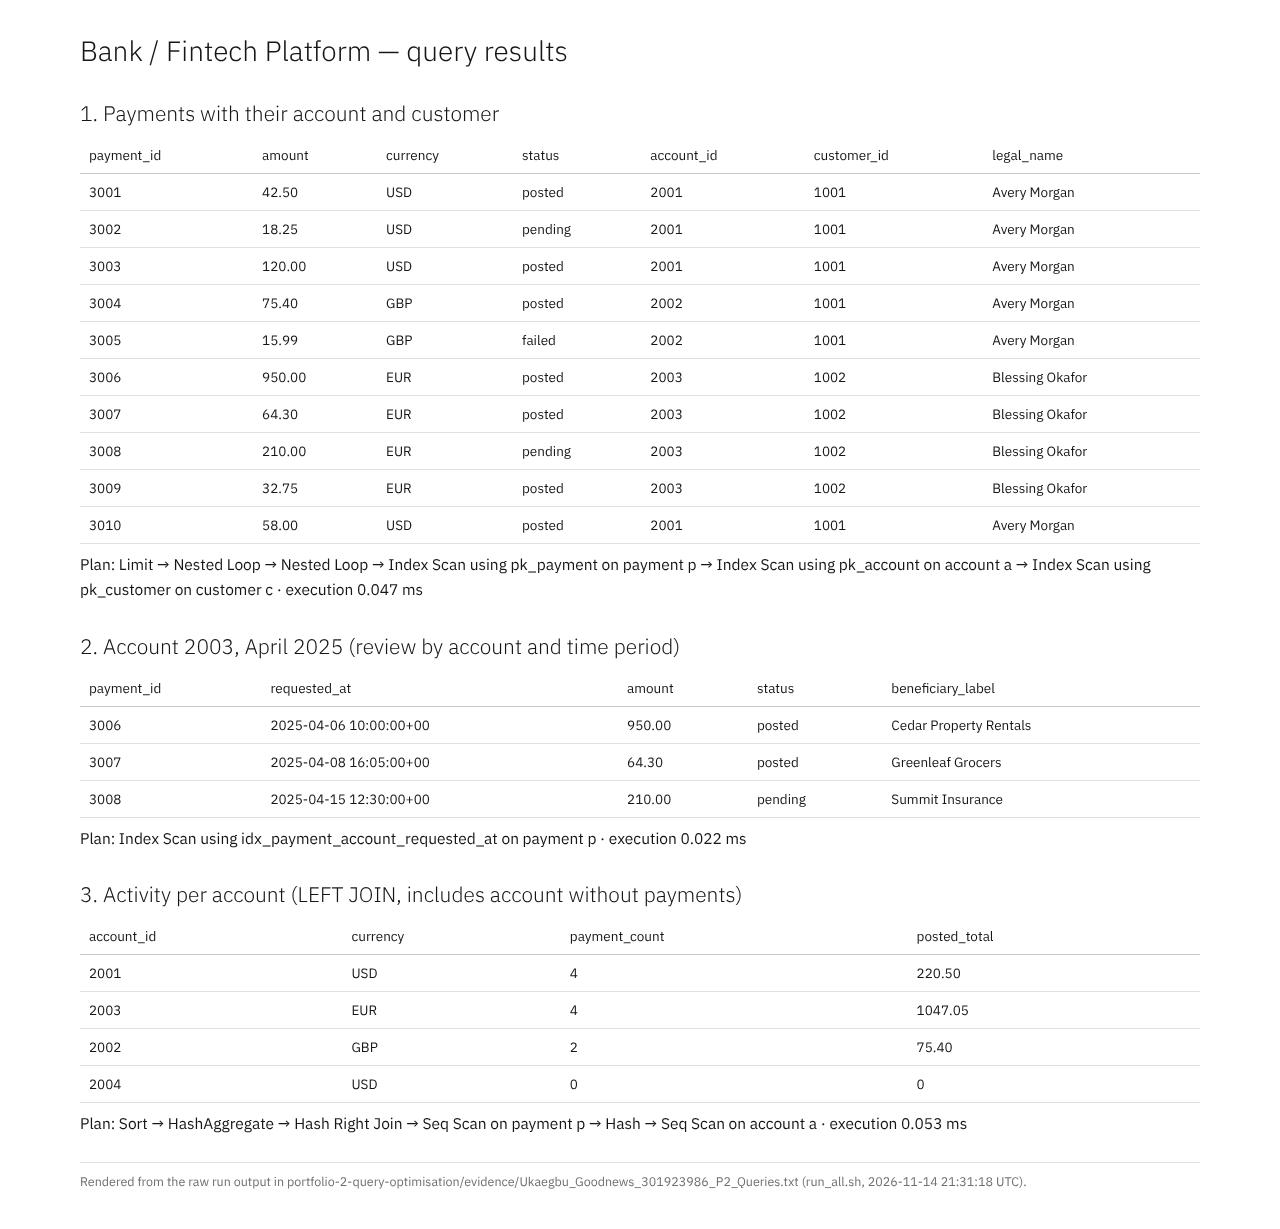 Bank / Fintech Platform — query results
1. Payments with their account and customer
payment_id amount currency status account_id customer_id legal_name
3001 42.50 USD posted 2001 1001 Avery Morgan
3002 18.25 USD pending 2001 1001 Avery Morgan
3003 120.00 USD posted 2001 1001 Avery Morgan
3004 75.40 GBP posted 2002 1001 Avery Morgan
3005 15.99 GBP failed 2002 1001 Avery Morgan
3006 950.00 EUR posted 2003 1002 Blessing Okafor
3007 64.30 EUR posted 2003 1002 Blessing Okafor
3008 210.00 EUR pending 2003 1002 Blessing Okafor
3009 32.75 EUR posted 2003 1002 Blessing Okafor
3010 58.00 USD posted 2001 1001 Avery Morgan
Plan: Limit → Nested Loop → Nested Loop → Index Scan using pk_payment on payment p → Index Scan using pk_account on account a → Index Scan using
pk_customer on customer c · execution 0.047 ms
2. Account 2003, April 2025 (review by account and time period)
payment_id requested_at amount status beneficiary_label
3006 2025-04-06 10:00:00+00 950.00 posted Cedar Property Rentals
3007 2025-04-08 16:05:00+00 64.30 posted Greenleaf Grocers
3008 2025-04-15 12:30:00+00 210.00 pending Summit Insurance
Plan: Index Scan using idx_payment_account_requested_at on payment p · execution 0.022 ms
3. Activity per account (LEFT JOIN, includes account without payments)
account_id currency payment_count posted_total
2001 USD 4 220.50
2003 EUR 4 1047.05
2002 GBP 2 75.40
2004 USD 0 0
Plan: Sort → HashAggregate → Hash Right Join → Seq Scan on payment p → Hash → Seq Scan on account a · execution 0.053 ms
Rendered from the raw run output in portfolio-2-query-optimisation/evidence/Ukaegbu_Goodnews_301923986_P2_Queries.txt (run_all.sh, 2026-11-14 21:31:18 UTC).